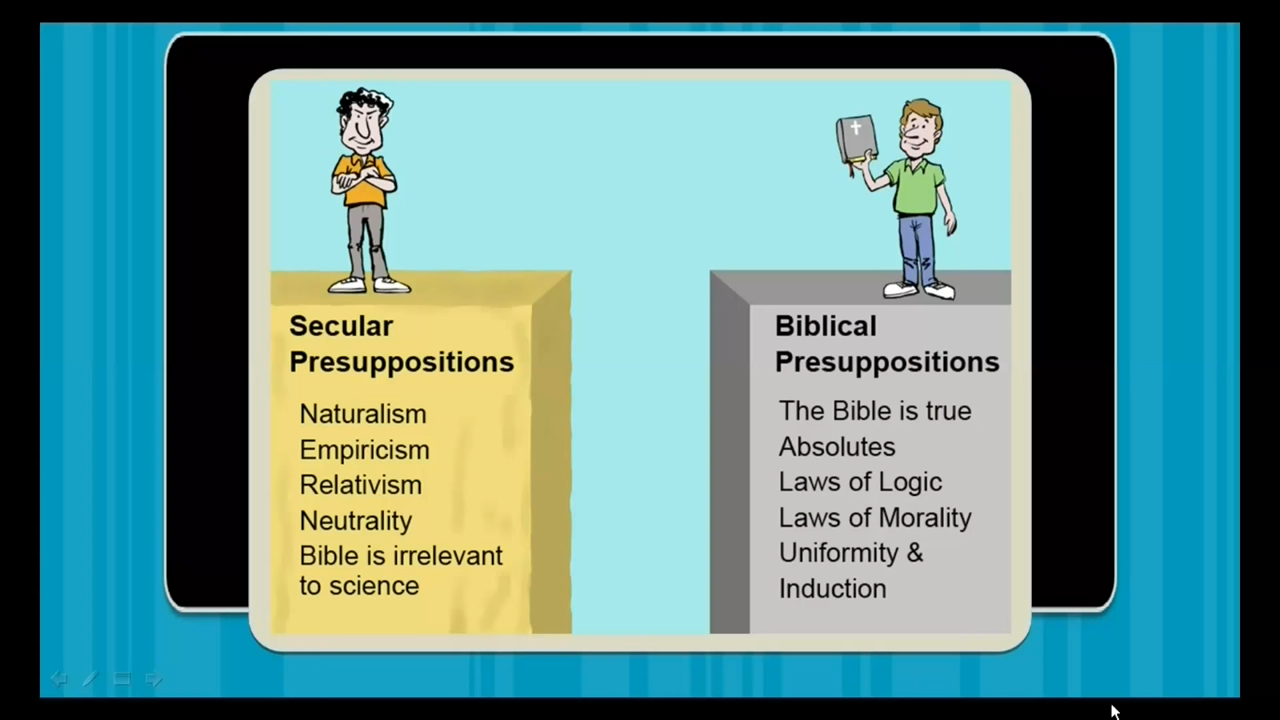 Secular
Presuppositions
Naturalism
Empiricism
Relativism
Neutrality
Bible is irrelevant
to science
Biblical
Presuppositions
The Bible is true
Absolutes
Laws of Logic
Laws of Morality
Uniformity &
Induction